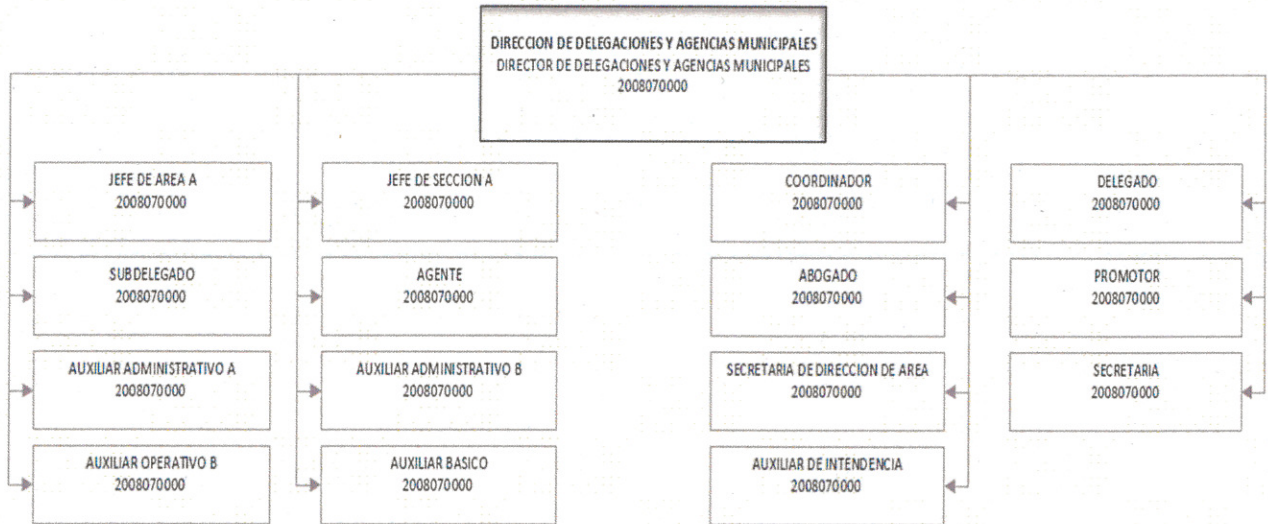 DIRECCION DE DELEGACIONES Y AGENCIAS MUNICIPALES
DIRECTOR DE DELEGACIONES Y AGENCIAS MUNICIPALES
2008070000
JEFE DE AREA A
2008070000
JEFE DE SECCION A
2008070000
COORDINADOR
2008070000
DELEGADO
2008070000
SUBDELEGADO
2008070000
AGENTE
2008070000
ABOGADO
2008070000
PROMOTOR
2008070000
AUXILIAR ADMINISTRATIVO A
2008070000
AUXILIAR ADMINISTRATIVO B
2008070000
SECRETARIA DE DIRECCION DE AREA
2008070000
SECRETARIA
2008070000
AUXILIAR OPERATIVO B
2008070000
AUXILIAR BASICO
2008070000
AUXILIAR DE INTENDENCIA
2008070000